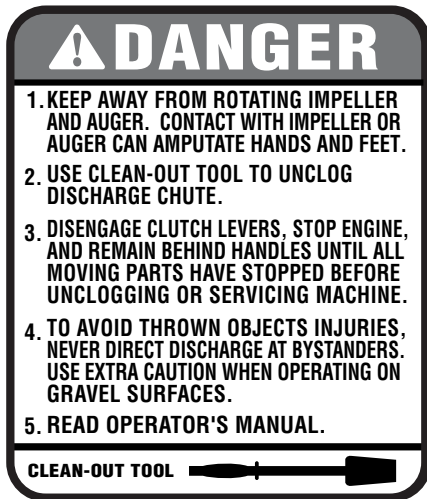 DANGER
1. KEEP AWAY FROM ROTATING IMPELLER
AND AUGER. CONTACT WITH IMPELLER OR
AUGER CAN AMPUTATE HANDS AND FEET.
2. USE CLEAN-OUT TOOL TO UNCLOG
DISCHARGE CHUTE.
3. DISENGAGE CLUTCH LEVERS, STOP ENGINE,
AND REMAIN BEHIND HANDLES UNTIL ALL
MOVING PARTS HAVE STOPPED BEFORE
UNCLOGGING OR SERVICING MACHINE.
4. TO AVOID THROWN OBJECTS INJURIES,
NEVER DIRECT DISCHARGE AT BYSTANDERS.
USE EXTRA CAUTION WHEN OPERATING ON
GRAVEL SURFACES.
5. READ OPERATOR'S MANUAL.
CLEAN-OUT TOOL